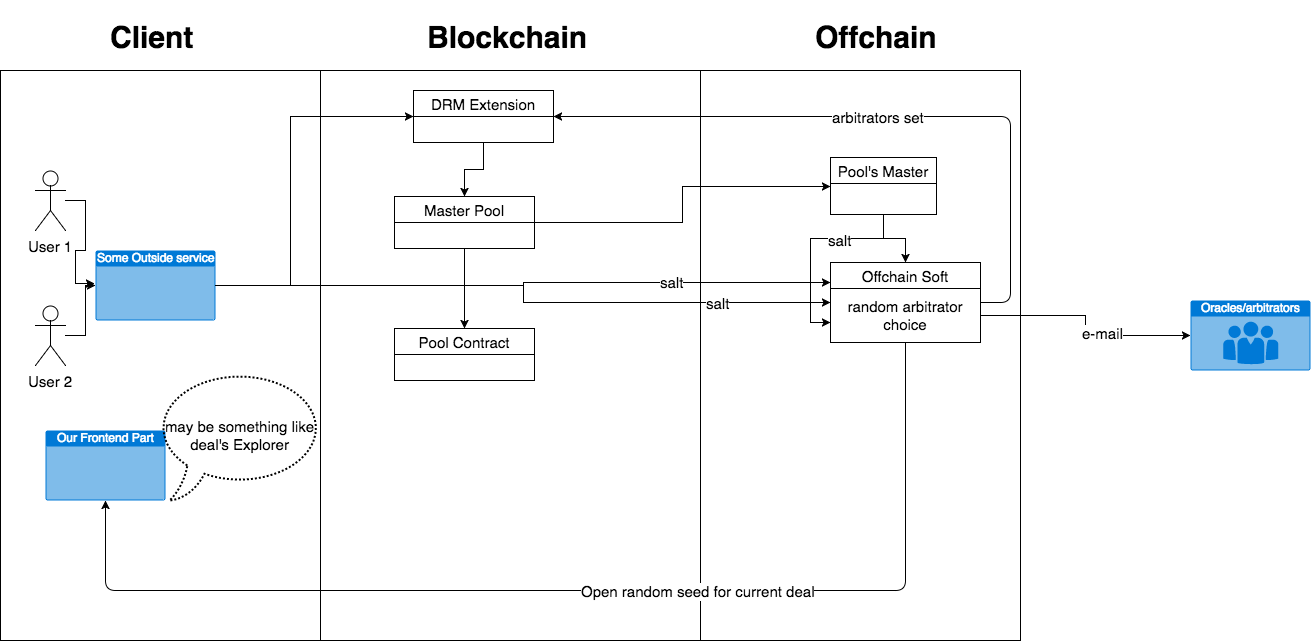 Client
Blockchain
Offchain
DRM Extension
arbitrators set
Pool's Master
Master Pool
User 1
salt
Some Outside service
Offchain Soft
salt
salt
random arbitrator
choice
Oracles/arbitrators
e-mail
Pool Contract
User 2
may be something like
deal's Explorer
Our Frontend Part
Open random seed for current deal